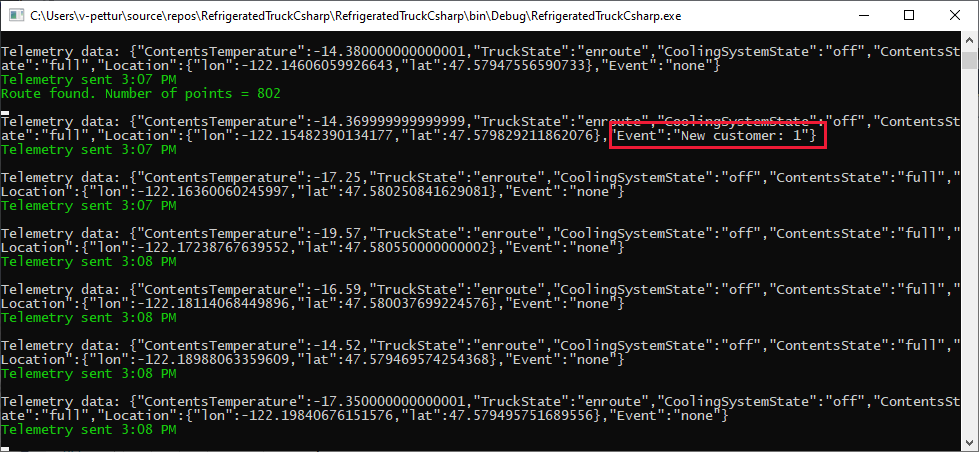 C:\Users\v-pettur\source\repos\RefrigeratedTruckCsharp\RefrigeratedTruckCsharp\bin\Debug\RefrigeratedTruckCsharp.exe
Telemetry data: {"ContentsTemperature":-14.380000000000001,"TruckState":"enroute","CoolingSystemState":"off","ContentsSt
ate":"full","Location":{"lon":-122.14606059926643,"lat":47.57947556590733},"Event":"none"}
Telemetry sent 3:07 PM
Route found. Number of points = 802
Telemetry data: {"ContentsTemperature":-14.369999999999999,"TruckState":"enroute","CoolingSystemState":"off","ContentsSt
ate":"full","Location":{"lon":-122.15482390134177,"lat":47.579829211862076},"Event":"New customer: 1"}
Telemetry sent 3:07 PM
Telemetry data: {"ContentsTemperature":-17.25,"TruckState":"enroute","CoolingSystemState":"off","ContentsState":"full","
Location":{"lon":-122.16360060245997,"lat":47.580250841629081},"Event":"none"}
Telemetry sent 3:07 PM
Telemetry data: {"ContentsTemperature":-19.57,"TruckState":"enroute","CoolingSystemState":"off","ContentsState":"full","
Location":{"lon":-122.17238767639552,"lat":47.580550000000002},"Event":"none"}
Telemetry sent 3:08 PM
Telemetry data: {"ContentsTemperature":-16.59,"TruckState":"enroute","CoolingSystemState":"off","ContentsState":"full","
Location":{"lon":-122.18114068449896,"lat":47.580037699224576},"Event":"none"}
Telemetry sent 3:08 PM
Telemetry data: {"ContentsTemperature":-14.52,"TruckState":"enroute","CoolingSystemState":"off","ContentsState":"full","
Location":{"lon":-122.18988063359609,"lat":47.579469574254368},"Event":"none"}
Telemetry sent 3:08 PM
Telemetry data: {"ContentsTemperature":-17.350000000000001,"TruckState":"enroute","CoolingSystemState":"off","ContentsSt
ate":"full","Location":{"lon":-122.19840676151576,"lat":47.579495751689556},"Event":"none"}
Telemetry sent 3:08 PM